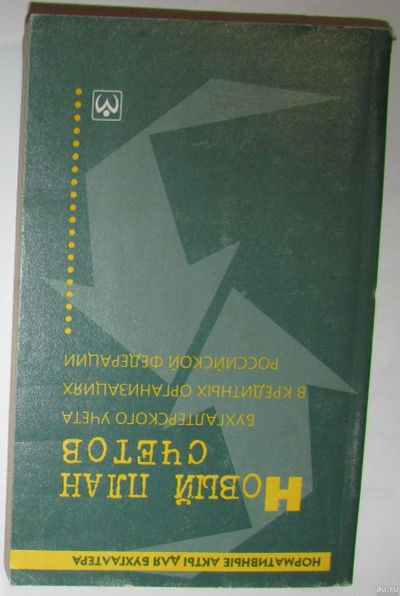 НОРМАТИВНЫЕ АКТЫ ДЛЯ БУХГАЛТЕРА
НОВЫЙ ПЛАН
СЧЕТОВ
БУХГАЛТЕРСКОГО УЧЕТА
В КРЕДИТНЫХ ОРГАНИЗАЦИЯХ
РОССИЙСКОЙ ФЕДЕРАЦИИ
au.ru